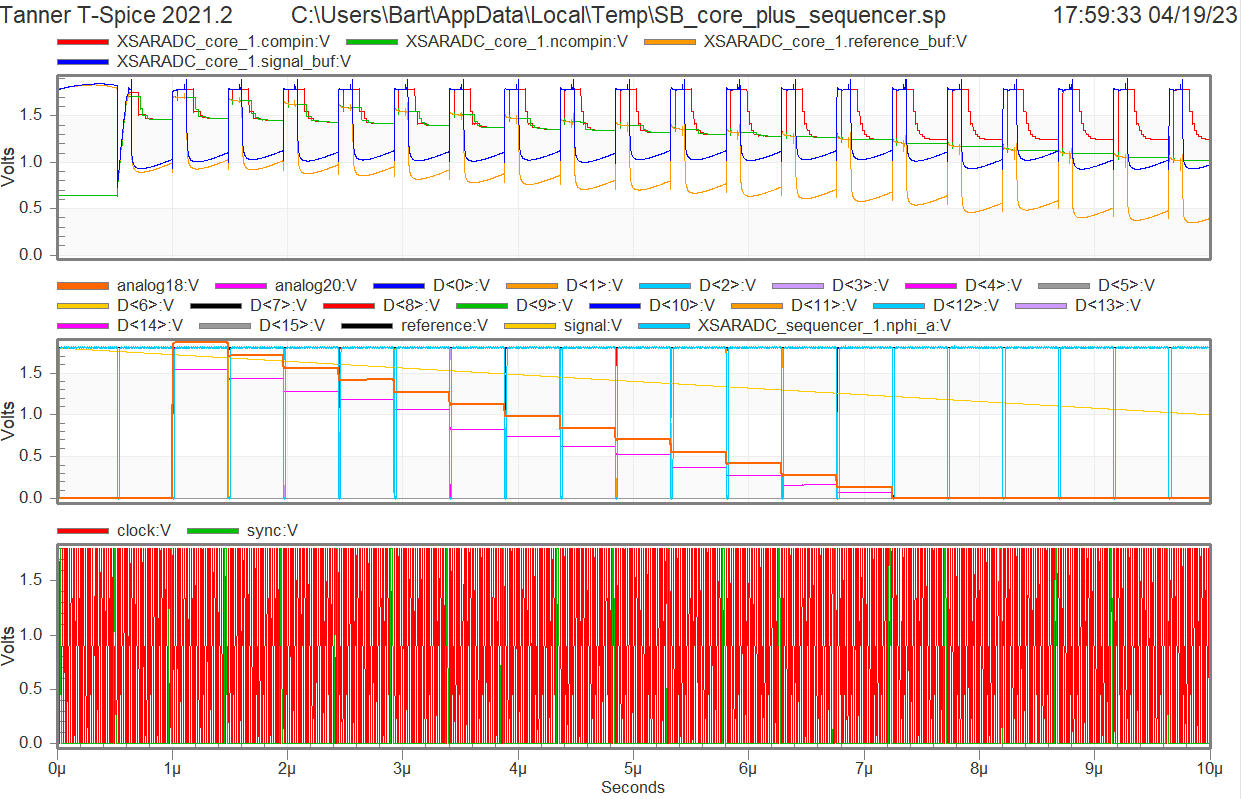 Tanner T-Spice 2021.2 C:\Users\Bart\AppData\Local\Temp\SB_core_plus_sequencer.sp 17:59:33 04/19/23
XSARADC_core_1.compin:V XSARADC_core_1.ncompin:V XSARADC_core_1.reference_buf:V
XSARADC_core_1.signal_buf:V
1.5
1.0
0.5
0.0
Volts
analog18:V analog20:V D<0>:V D<1>:V D<2>:V D<3>:V D<4>:V D<5>:V
D<6>:V D<7>:V D<8>:V D<9>:V D<10>:V D<11>:V D<12>:V D<13>:V
D<14>:V D<15>:V reference:V signal:V XSARADC_sequencer_1.nphi_a:V
1.5
1.0
0.5
0.0
Volts
clock:V sync:V
1.5
1.0
0.5
0.0
Volts
0µ 1µ 2µ 3µ 4µ 5µ 6µ 7µ 8µ 9µ 10µ
Seconds